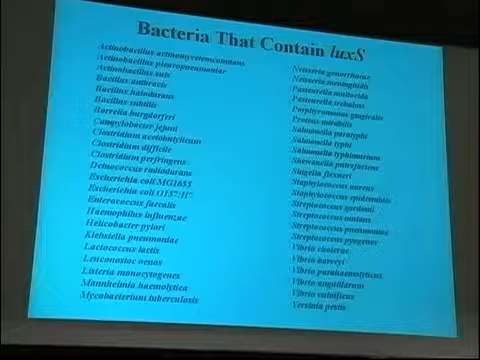 Bacteria That Contain luxS
Actinobacillus actinomycetemcomitans
Actinobacillus pleuropneumoniae
Actinobacillus suis
Bacillus anthracis
Bacillus halodurans
Bacillus subtilis
Borrelia burgdorferi
Campylobacter jejuni
Clostridium acetobutylicum
Clostridium difficile
Clostridium perfringens
Deinococcus radiodurans
Escherichia coli MG1655
Escherichia coli O157:H7
Enterococcus faecalis
Haemophilus influenzae
Helicobacter pylori
Klebsiella pneumoniae
Lactococcus lactis
Leuconostoc oenos
Listeria monocytogenes
Mannheimia haemolytica
Mycobacterium tuberculosis
Neisseria gonorrhoeae
Neisseria meningitidis
Pasteurella multocida
Pasteurella trehalosi
Porphyromonas gingivalis
Proteus mirabilis
Salmonella paratyphi
Salmonella typhi
Salmonella typhimurium
Shewanella putrefaciens
Shigella flexneri
Staphylococcus aureus
Staphylococcus epidermidis
Streptococcus gordonii
Streptococcus mutans
Streptococcus pneumoniae
Streptococcus pyogenes
Vibrio cholerae
Vibrio harveyi
Vibrio parahaemolyticus
Vibrio anguillarum
Vibrio vulnificus
Yersinia pestis